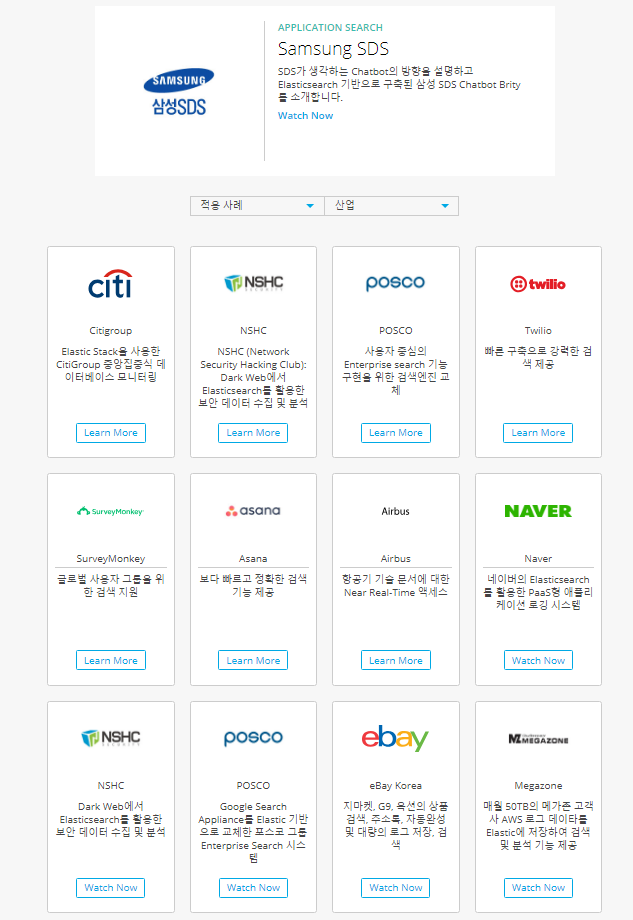 APPLICATION SEARCH
Samsung SDS
SAMSUNG
삼성SDS
SDS가 생각하는 Chatbot의 방향을 설명하고
Elasticsearch 기반으로 구축된 삼성 SDS Chatbot Brity
를 소개합니다.
Watch Now
적용 사례
산업
citi
Citigroup
Elastic Stack을 사용한
CitiGroup 중앙집중식 데
이터베이스 모니터링
Learn More
NSHC
SECURITY
NSHC
NSHC (Network
Security Hacking Club):
Dark Web에서
Elasticsearch를 활용한
보안 데이터 수집 및 분석
Learn More
posco
POSCO
사용자 중심의
Enterprise search 기능
구현을 위한 검색엔진 교
체
Learn More
twilio
Twilio
빠른 구축으로 강력한 검
색 제공
Learn More
SurveyMonkey
SurveyMonkey
글로벌 사용자 그룹을 위
한 검색 지원
Learn More
asana
Asana
보다 빠르고 정확한 검색
기능 제공
Learn More
Airbus
Airbus
항공기 기술 문서에 대한
Near Real-Time 액세스
Learn More
NAVER
Naver
네이버의 Elasticsearch
를 활용한 PaaS형 애플리
케이션 로깅 시스템
Watch Now
NSHC
SECURITY
NSHC
Dark Web에서
Elasticsearch를 활용한
보안 데이터 수집 및 분석
Watch Now
posco
POSCO
Google Search
Appliance를 Elastic 기반
으로 교체한 포스코 그룹
Enterprise Search 시스
템
Watch Now
ebay
eBay Korea
지마켓, G9, 옥션의 상품
검색, 주소록, 자동완성
및 대량의 로그 저장, 검
색
Watch Now
MEGAZONE
Megazone
매월 50TB의 메가존 고객
사 AWS 로그 데이타를
Elastic에 저장하여 검색
및 분석 기능 제공
Watch Now